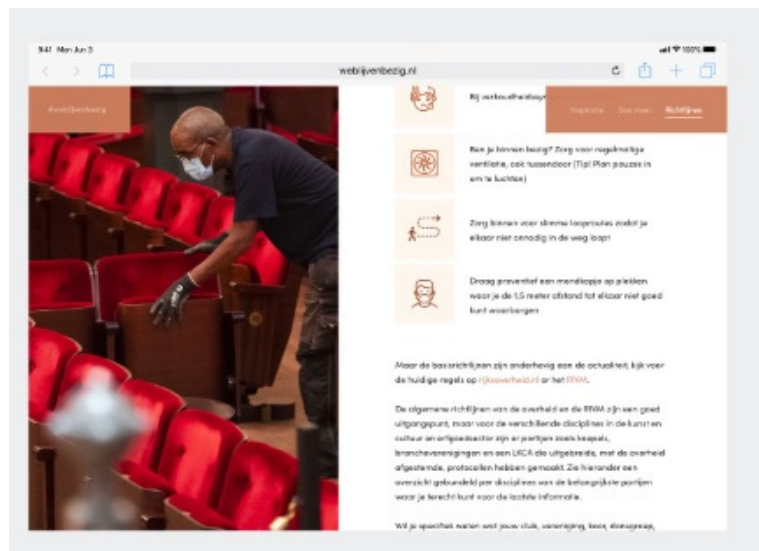 9:41 Mon Jun 3
100%
weblijvenbezig.nl
#weblijvenbezig
Inspiratie Doe mee! Richtlijnen
Bij
Ben je binnen bezig? Zorg voor regelmatige
ventilatie, ook tussendoor (Tip! Plan pauzes in
om te luchten)
Zorg binnen voor slimme looproutes zodat je
elkaar niet onnodig in de weg loopt
Draag preventief een mondkapje op plekken
waar je de 1,5 meter afstand tot elkaar niet goed
kunt waarborgen
Maar de basisrichtlijnen zijn onderhevig aan de actualiteit, kijk voor
de huidige regels op rijksoverheid.nl or het RIVM.
De algemene richtlijnen van de overheid en de RIVM zijn een goed
uitgangspunt, maar voor de verschillende disciplines in de kunst en
cultuur en erfgoedsector zijn er partijen zoals koepels,
brancheverenigingen en een LKCA die uitgebreide, met de overheid
afgestemde, protocollen hebben gemaakt. Zie hieronder een
overzicht gebundeld per disciplines van de belangrijkste partijen
waar je terecht kunt voor de laatste informatie.
Wil je specifiek weten wat jouw club, vereniging, koor, dansgroep,